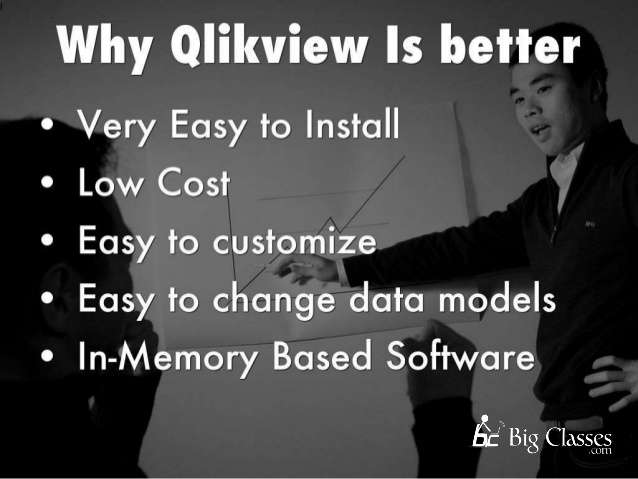 Why Qlikview Is better
• Very Easy to Install
• Low Cost
• Easy to customize
• Easy to change data models
• In-Memory Based Software
bc Big Classes
.com